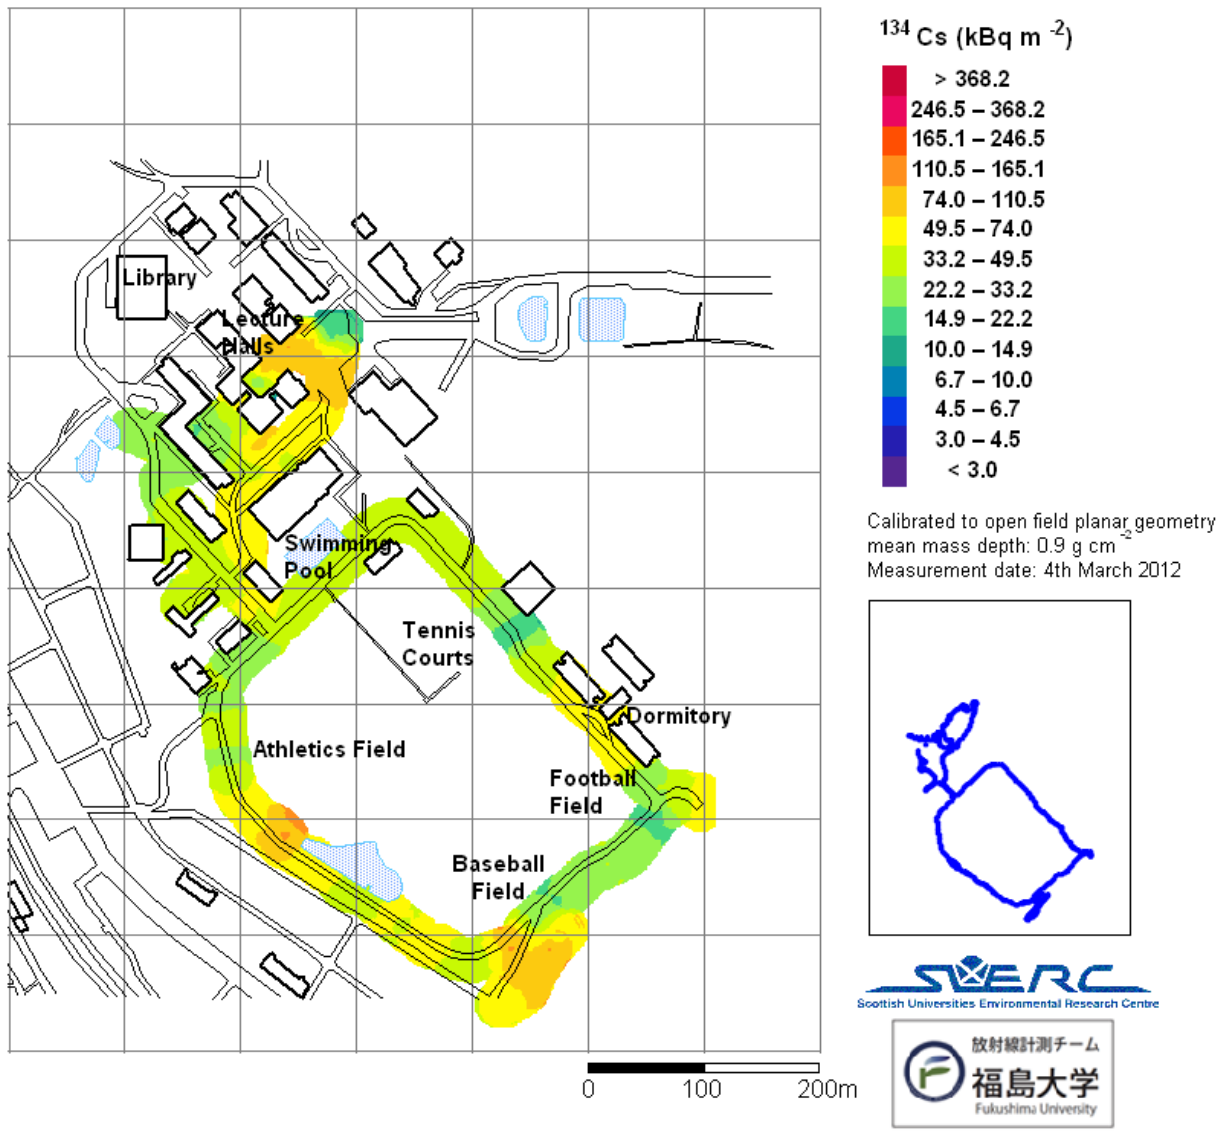 134 Cs (kBq m -2)
> 368.2
246.5 – 368.2
165.1 – 246.5
110.5 – 165.1
74.0 – 110.5
49.5 – 74.0
33.2 – 49.5
22.2 – 33.2
14.9 – 22.2
10.0 – 14.9
6.7 – 10.0
4.5 – 6.7
3.0 – 4.5
< 3.0
Calibrated to open field planar geometry
mean mass depth: 0.9 g cm-2
Measurement date: 4th March 2012
Library
Lecture
Halls
Swimming
Pool
Tennis
Courts
Dormitory
Athletics Field
Football
Field
Baseball
Field
0 100 200m
SUERC
Scottish Universities Environmental Research Centre
放射線計測チーム
福島大学
Fukushima University